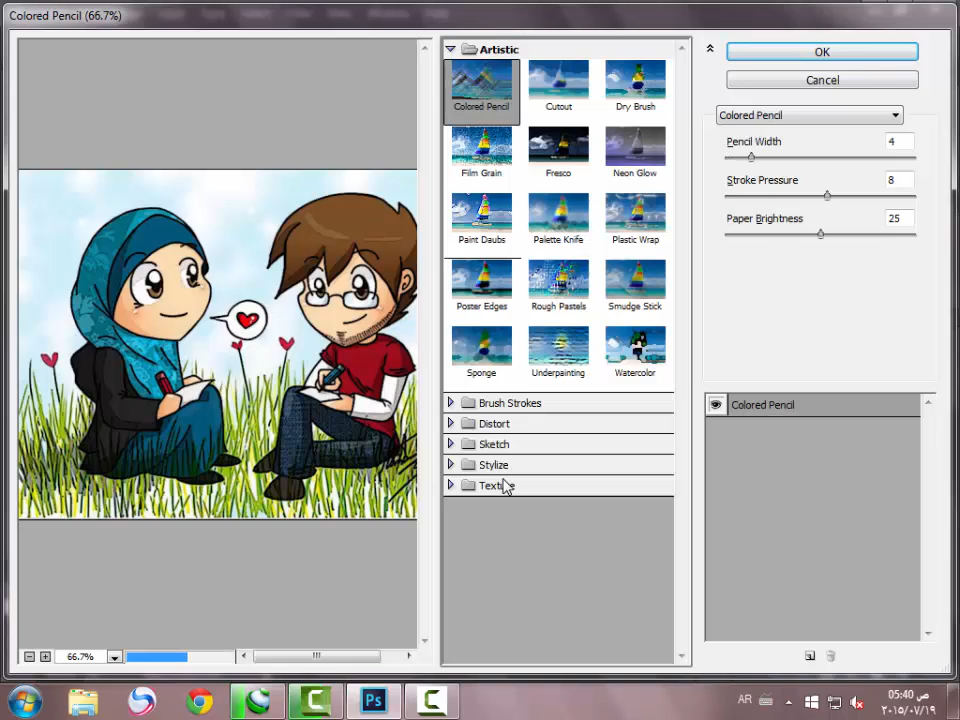 Colored Pencil (66.7%)
Artistic
Colored Pencil
Cutout
Dry Brush
Film Grain
Fresco
Neon Glow
Paint Daubs
Palette Knife
Plastic Wrap
Poster Edges
Rough Pastels
Smudge Stick
Sponge
Underpainting
Watercolor
Brush Strokes
Distort
Sketch
Stylize
Texture
OK
Cancel
Colored Pencil
Pencil Width 4
Stroke Pressure 8
Paper Brightness 25
Colored Pencil
66.7%
Ps
AR
05:40 ص
٢٠١٥/٠٧/١٩